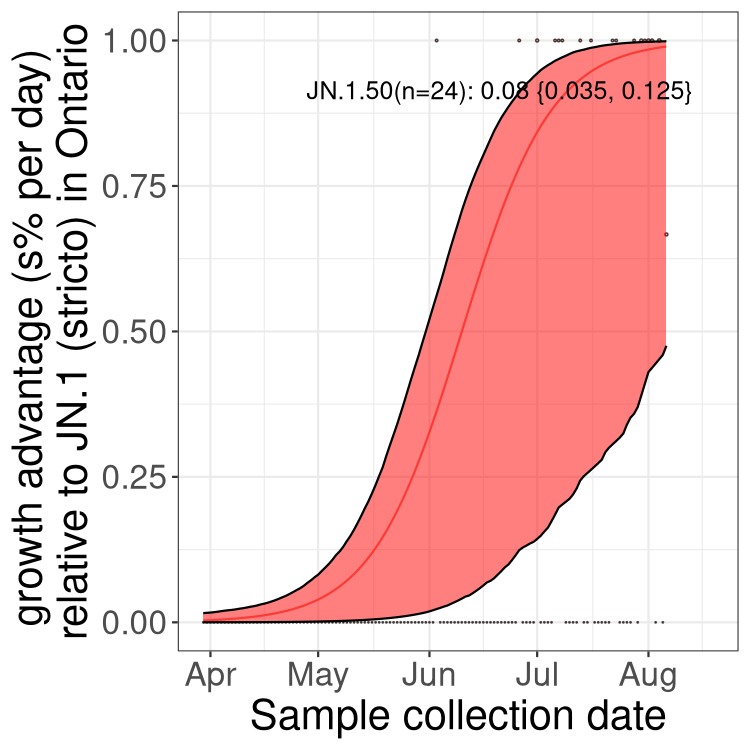 growth advantage (s% per day)
relative to JN.1 (stricto) in Ontario
1.00
0.75
0.50
0.25
0.00
JN.1.50(n=24): 0.08 {0.035, 0.125}
Apr May Jun Jul Aug
Sample collection date